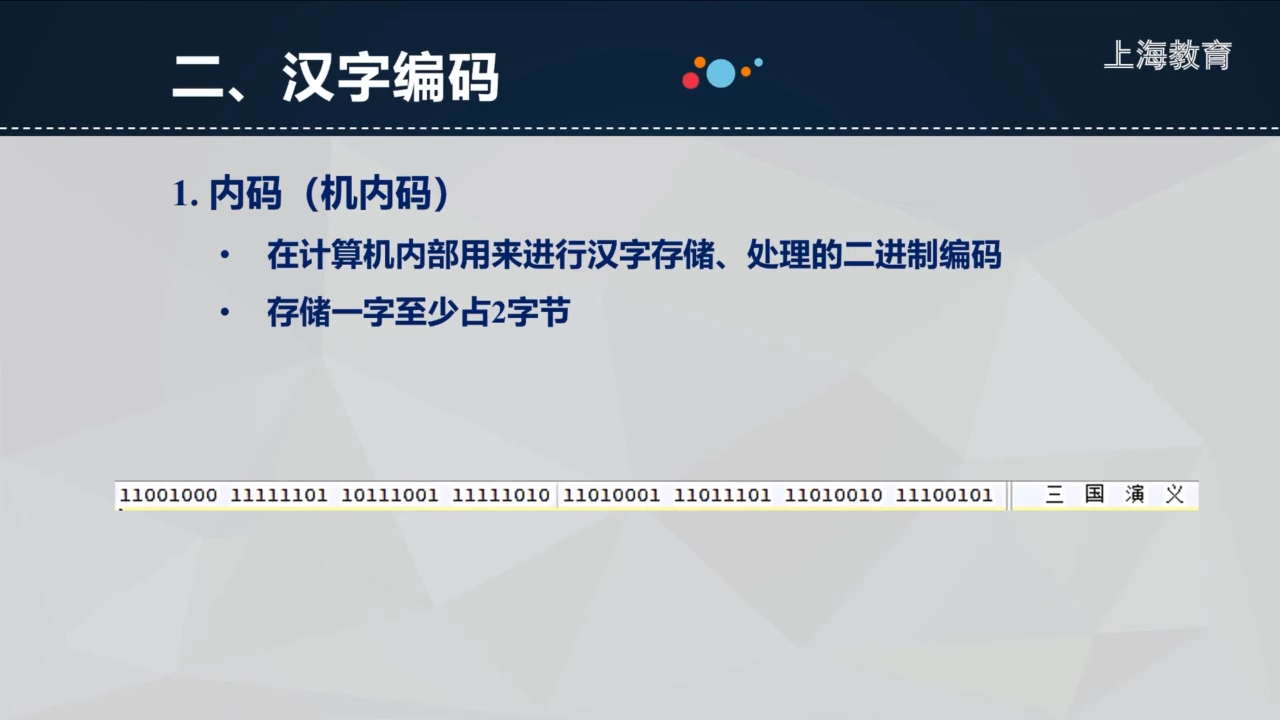 二、汉字编码
上海教育
1. 内码（机内码）
• 在计算机内部用来进行汉字存储、处理的二进制编码
• 存储一字至少占2字节
11001000 11111101 10111001 11111010 11010001 11011101 11010010 11100101 三 国 演 义